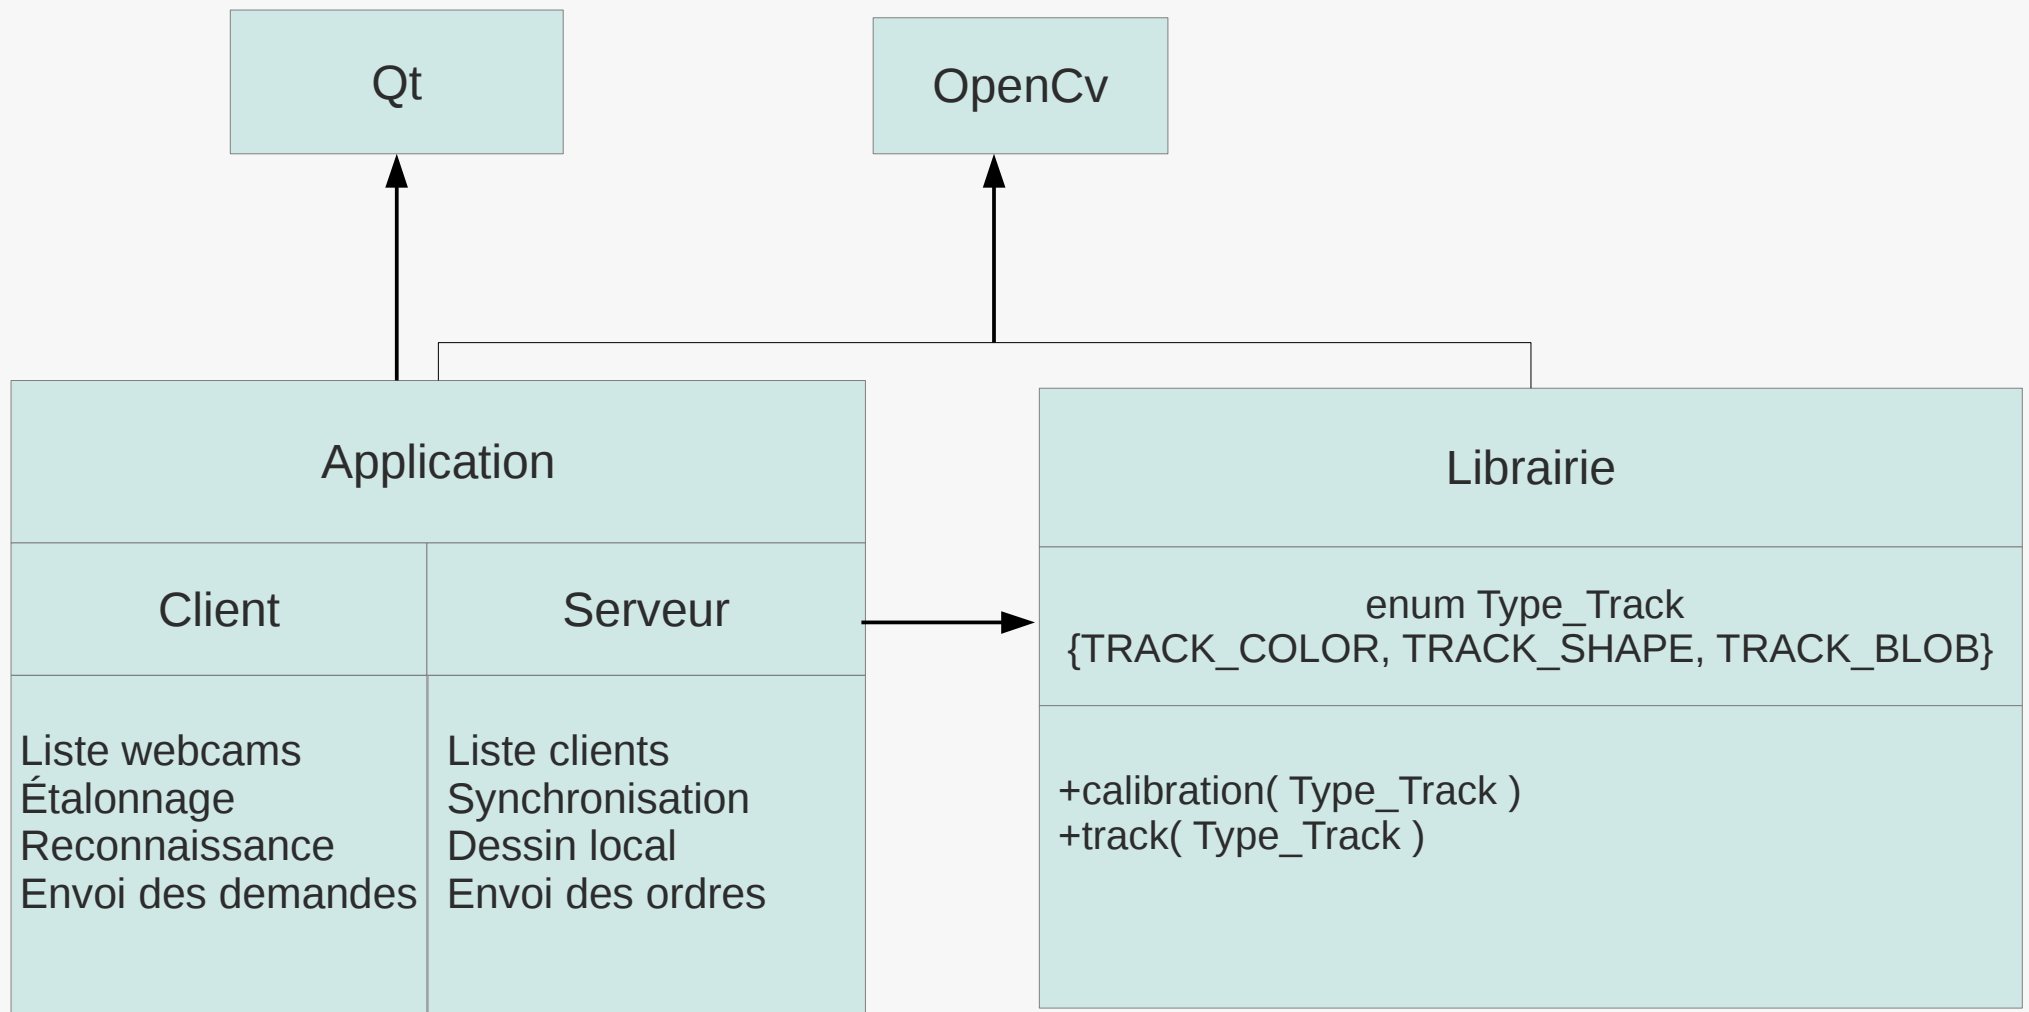 Qt
OpenCv
Application
Client
Serveur
Liste webcams
Étalonnage
Reconnaissance
Envoi des demandes
Liste clients
Synchronisation
Dessin local
Envoi des ordres
Librairie
enum Type_Track
{TRACK_COLOR, TRACK_SHAPE, TRACK_BLOB}
+calibration( Type_Track )
+track( Type_Track )